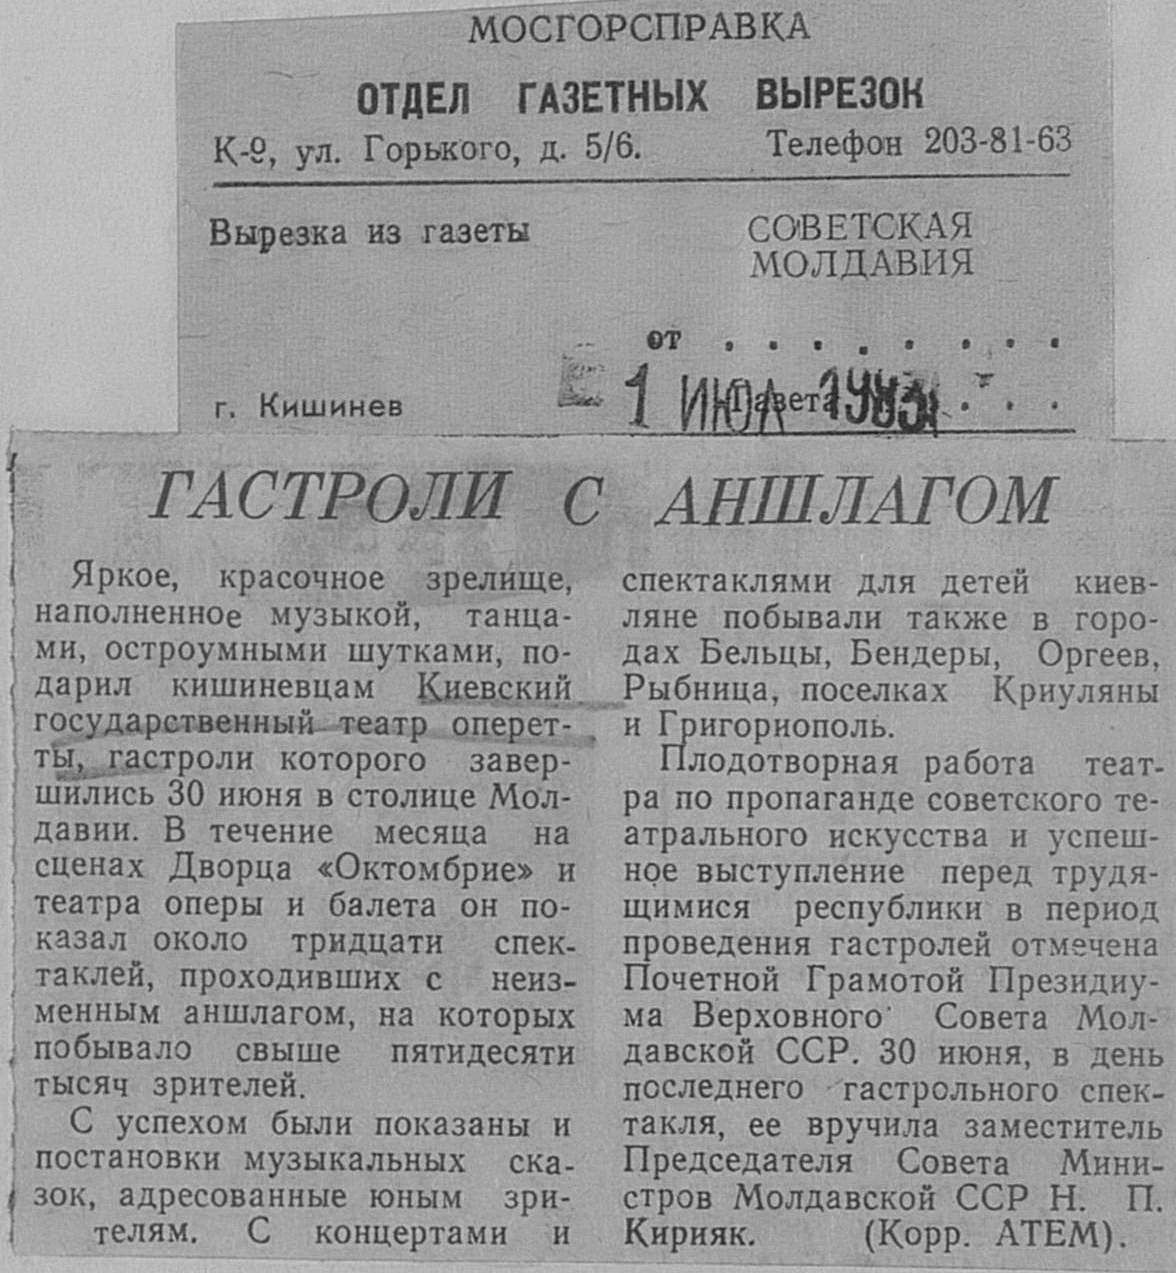 МОСГОРСПРАВКА
ОТДЕЛ ГАЗЕТНЫХ ВЫРЕЗОК
К-9, ул. Горького, д. 5/6. Телефон 203-81-63
Вырезка из газеты
СОВЕТСКАЯ
МОЛДАВИЯ
от . . . . . . . .
г. Кишинев
1 ИЮЛ 1983
Газета . . .
ГАСТРОЛИ С АНШЛАГОМ
Яркое, красочное зрелище,
наполненное музыкой, танца-
ми, остроумными шутками, по-
дарил кишиневцам Киевский
государственный театр оперет-
ты, гастроли которого завер-
шились 30 июня в столице Мол-
давии. В течение месяца на
сценах Дворца «Октомбрие» и
театра оперы и балета он по-
казал около тридцати спек-
таклей, проходивших с неиз-
менным аншлагом, на которых
побывало свыше пятидесяти
тысяч зрителей.
С успехом были показаны и
постановки музыкальных ска-
зок, адресованные юным зри-
телям. С концертами и
спектаклями для детей киев-
ляне побывали также в горо-
дах Бельцы, Бендеры, Оргеев,
Рыбница, поселках Криуляны
и Григориополь.
Плодотворная работа теат-
ра по пропаганде советского те-
атрального искусства и успеш-
ное выступление перед трудя-
щимися республики в период
проведения гастролей отмечена
Почетной Грамотой Президиу-
ма Верховного Совета Мол-
давской ССР. 30 июня, в день
последнего гастрольного спек-
такля, ее вручила заместитель
Председателя Совета Мини-
стров Молдавской ССР Н. П.
Кирияк. (Корр. АТЕМ).